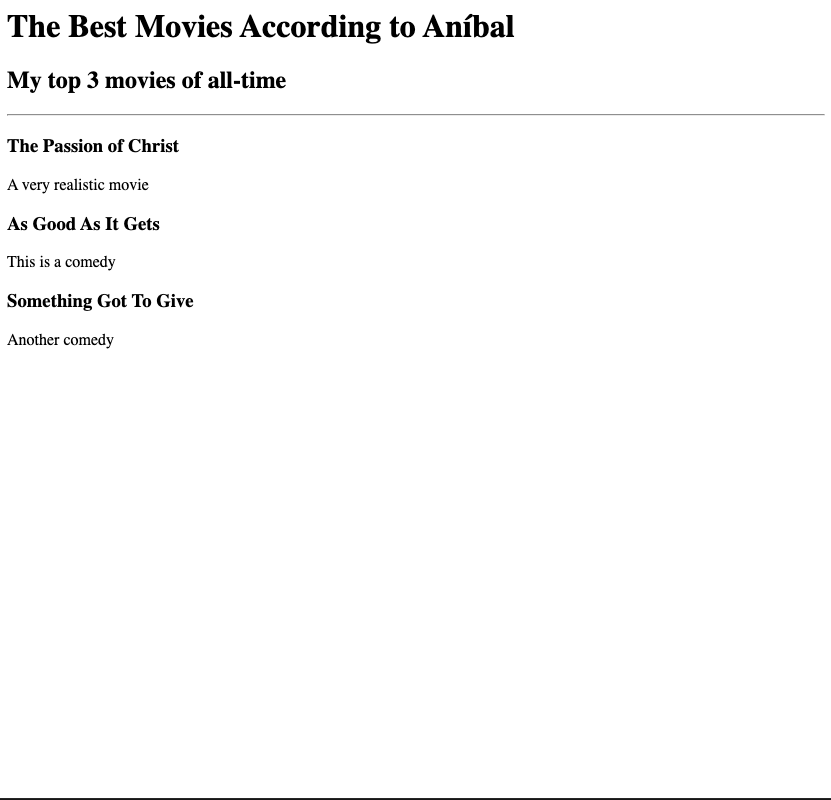 The Best Movies According to Aníbal
My top 3 movies of all-time
The Passion of Christ
A very realistic movie
As Good As It Gets
This is a comedy
Something Got To Give
Another comedy